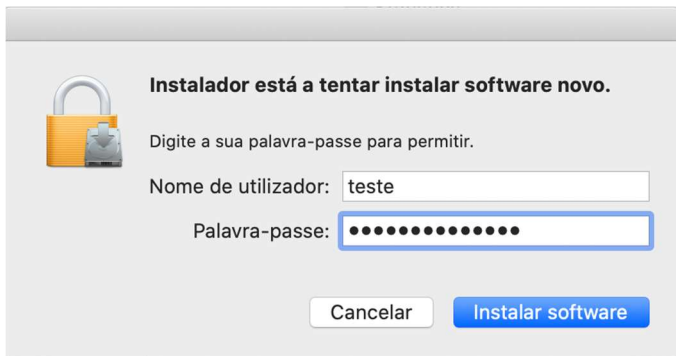 Instalador está a tentar instalar software novo.
Digite a sua palavra-passe para permitir.
Nome de utilizador: teste
Palavra-passe: ••••••••••••••
Cancelar Instalar software